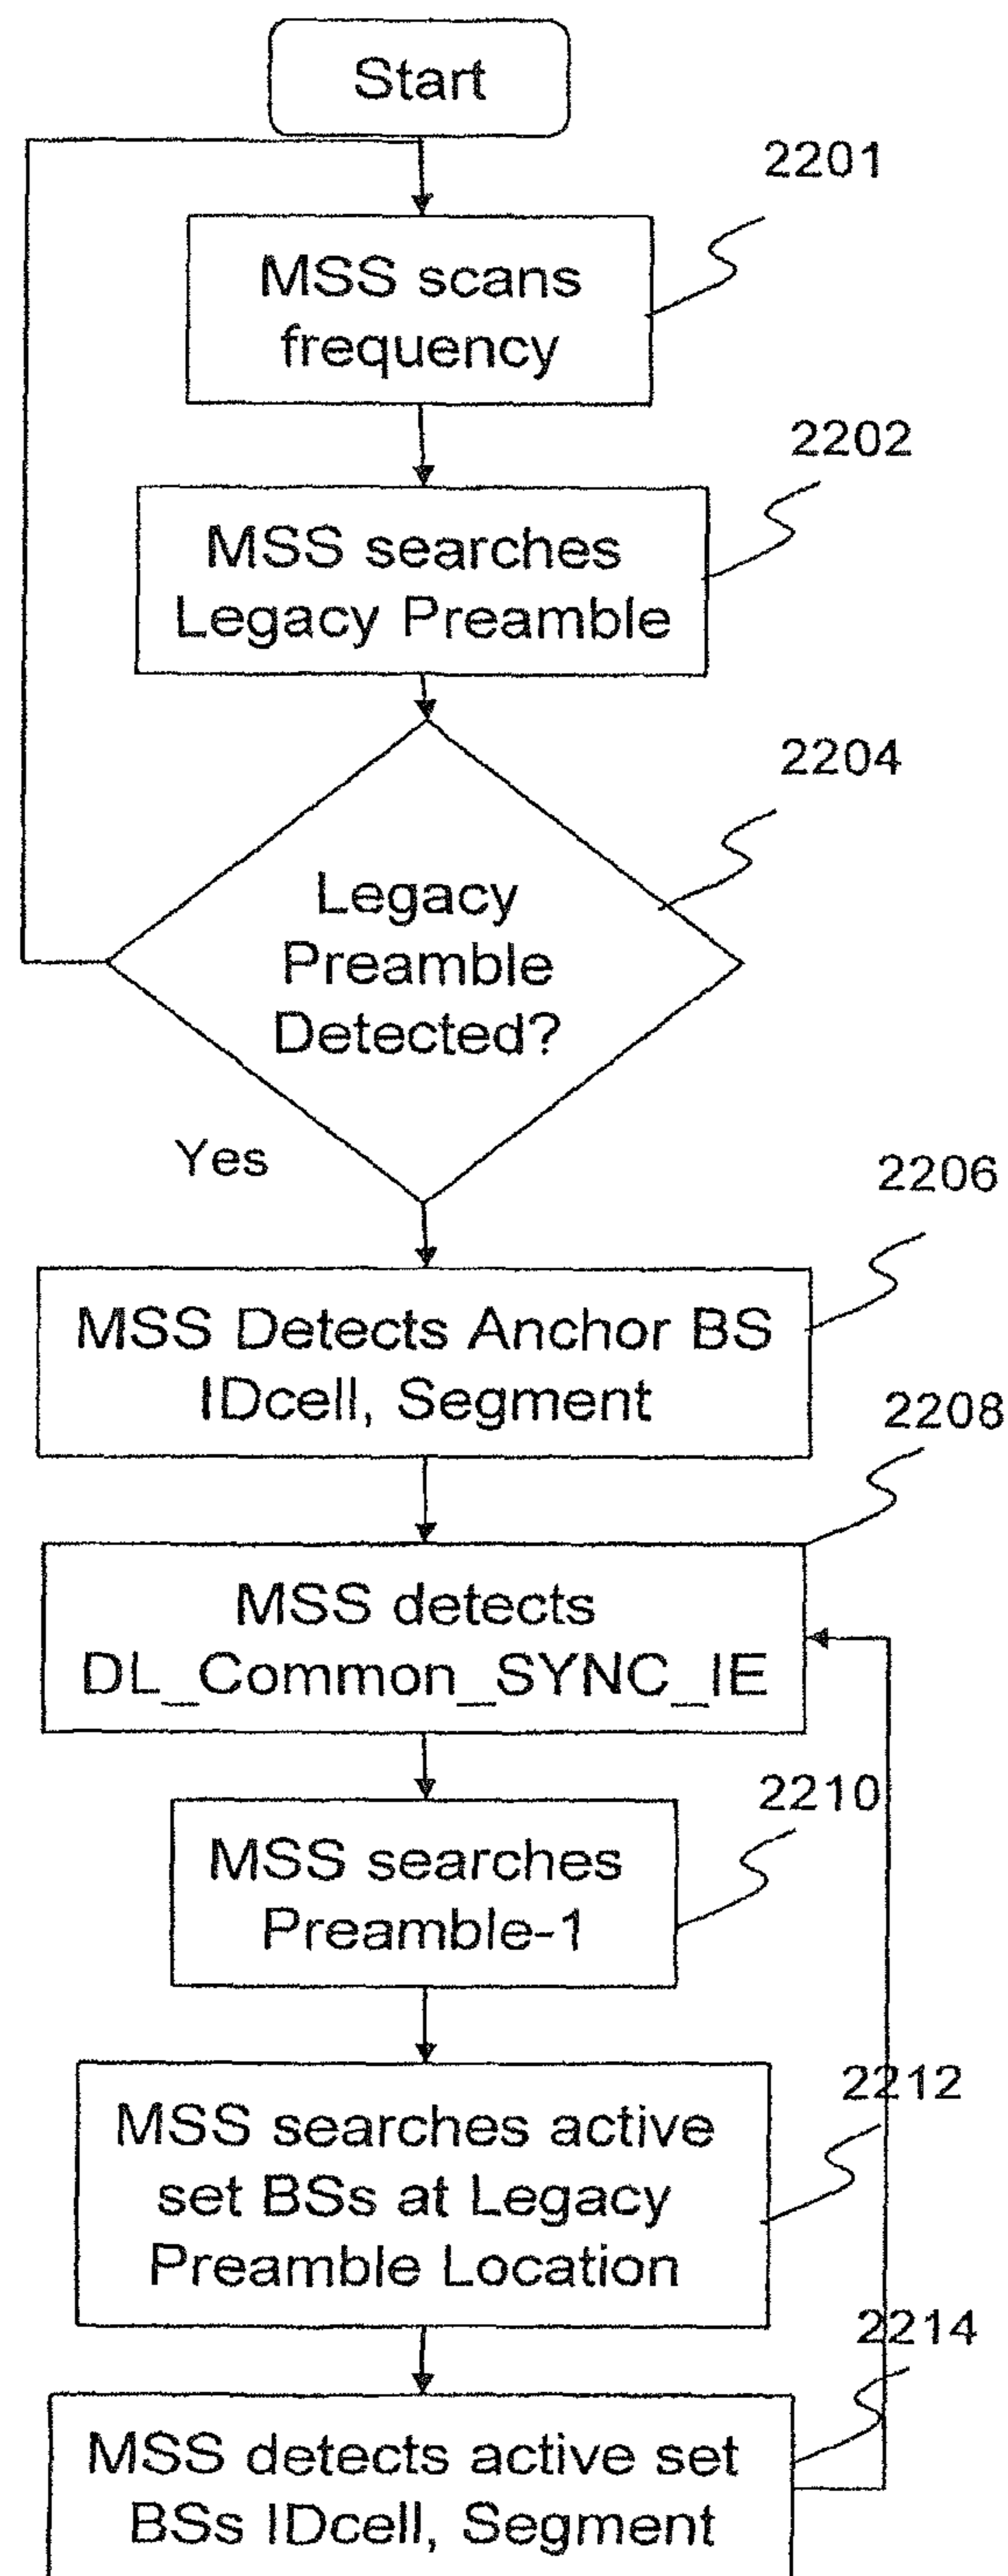 Start
2201
MSS scans
frequency
2202
MSS searches
Legacy Preamble
2204
Legacy
Preamble
Detected?
Yes
2206
MSS Detects Anchor BS
IDcell, Segment
2208
MSS detects
DL_Common_SYNC_IE
2210
MSS searches
Preamble-1
2212
MSS searches active
set BSs at Legacy
Preamble Location
2214
MSS detects active set
BSs IDcell, Segment